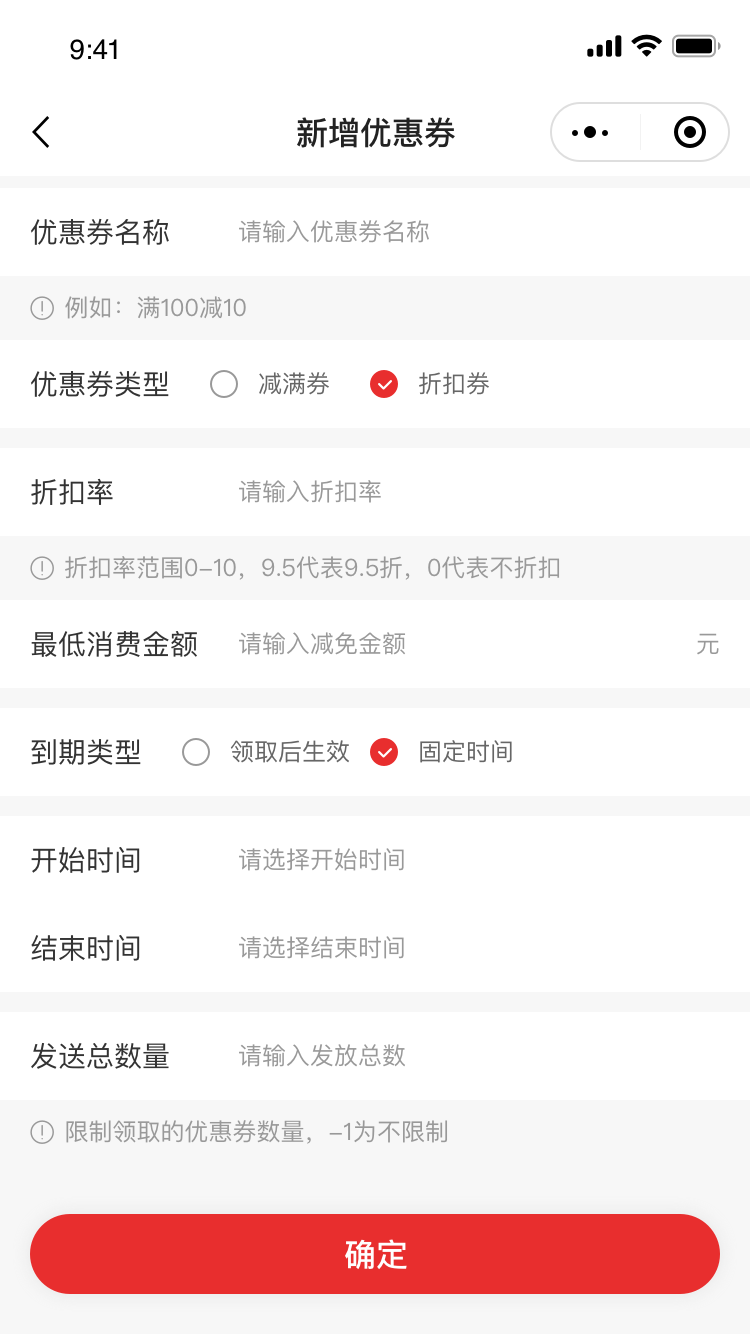 9:41
新增优惠券
优惠券名称 请输入优惠券名称
例如：满100减10
优惠券类型 减满券 折扣券
折扣率 请输入折扣率
折扣率范围0-10，9.5代表9.5折，0代表不折扣
最低消费金额 请输入减免金额 元
到期类型 领取后生效 固定时间
开始时间 请选择开始时间
结束时间 请选择结束时间
发送总数量 请输入发放总数
限制领取的优惠券数量，-1为不限制
确定